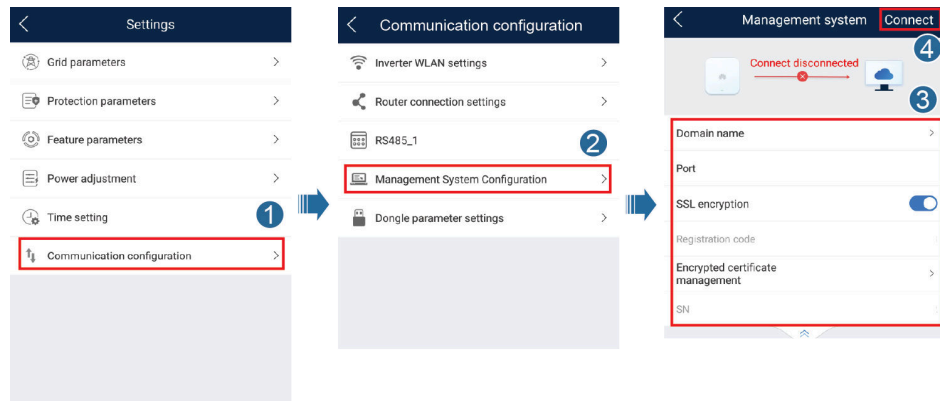 Settings
Grid parameters
Protection parameters
Feature parameters
Power adjustment
Time setting
1
Communication configuration
Communication configuration
Inverter WLAN settings
Router connection settings
RS485_1
2
Management System Configuration
Dongle parameter settings
Management system
Connect
4
Connect disconnected
3
Domain name
Port
SSL encryption
Registration code
Encrypted certificate
management
SN